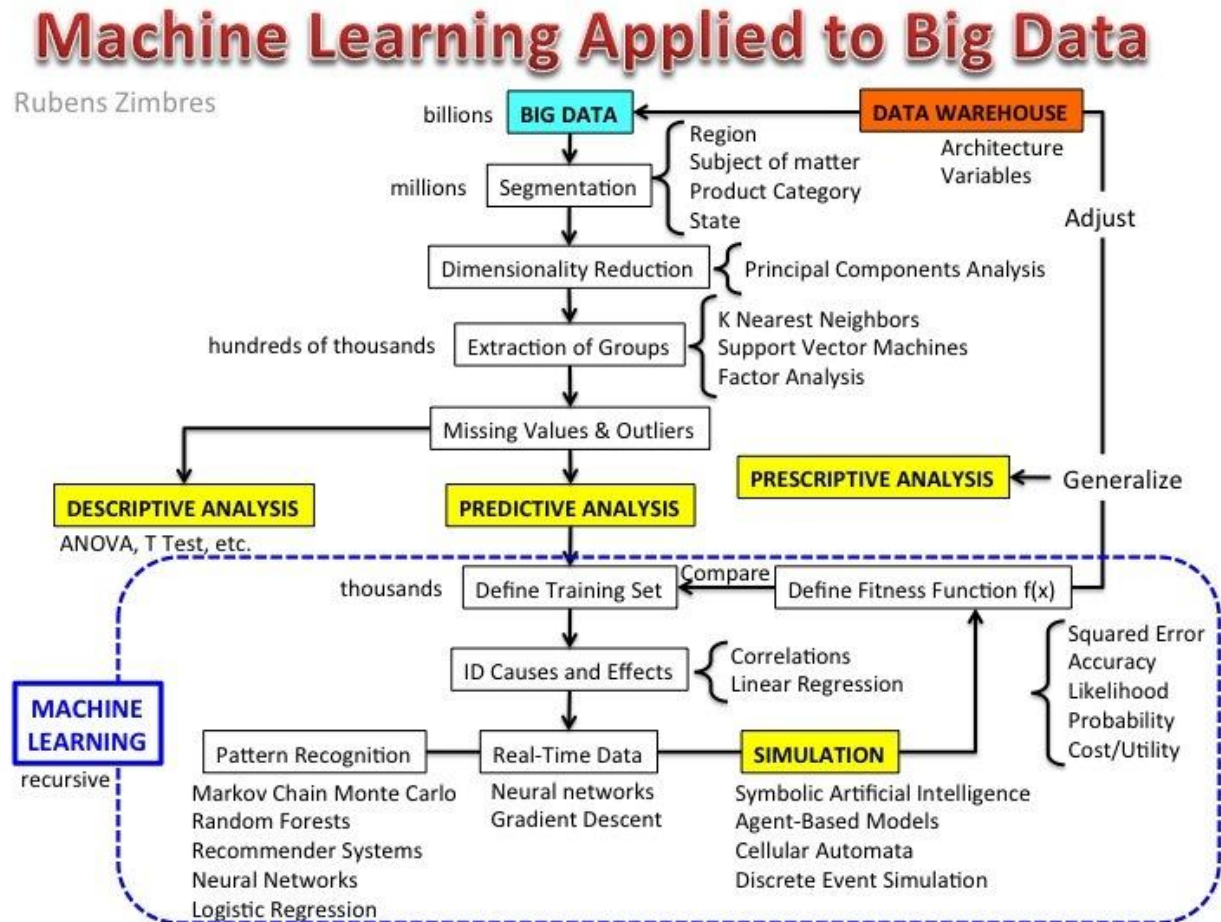 Machine Learning Applied to Big Data
Rubens Zimbres
billions
BIG DATA
DATA WAREHOUSE
Architecture
Variables
Region
Subject of matter
Product Category
State
millions
Segmentation
Adjust
Dimensionality Reduction
Principal Components Analysis
hundreds of thousands
Extraction of Groups
K Nearest Neighbors
Support Vector Machines
Factor Analysis
Missing Values & Outliers
DESCRIPTIVE ANALYSIS
ANOVA, T Test, etc.
PREDICTIVE ANALYSIS
PRESCRIPTIVE ANALYSIS
Generalize
thousands
Define Training Set
Compare
Define Fitness Function f(x)
Squared Error
Accuracy
Likelihood
Probability
Cost/Utility
ID Causes and Effects
Correlations
Linear Regression
MACHINE
LEARNING
recursive
Pattern Recognition
Markov Chain Monte Carlo
Random Forests
Recommender Systems
Neural Networks
Logistic Regression
Real-Time Data
Neural networks
Gradient Descent
SIMULATION
Symbolic Artificial Intelligence
Agent-Based Models
Cellular Automata
Discrete Event Simulation